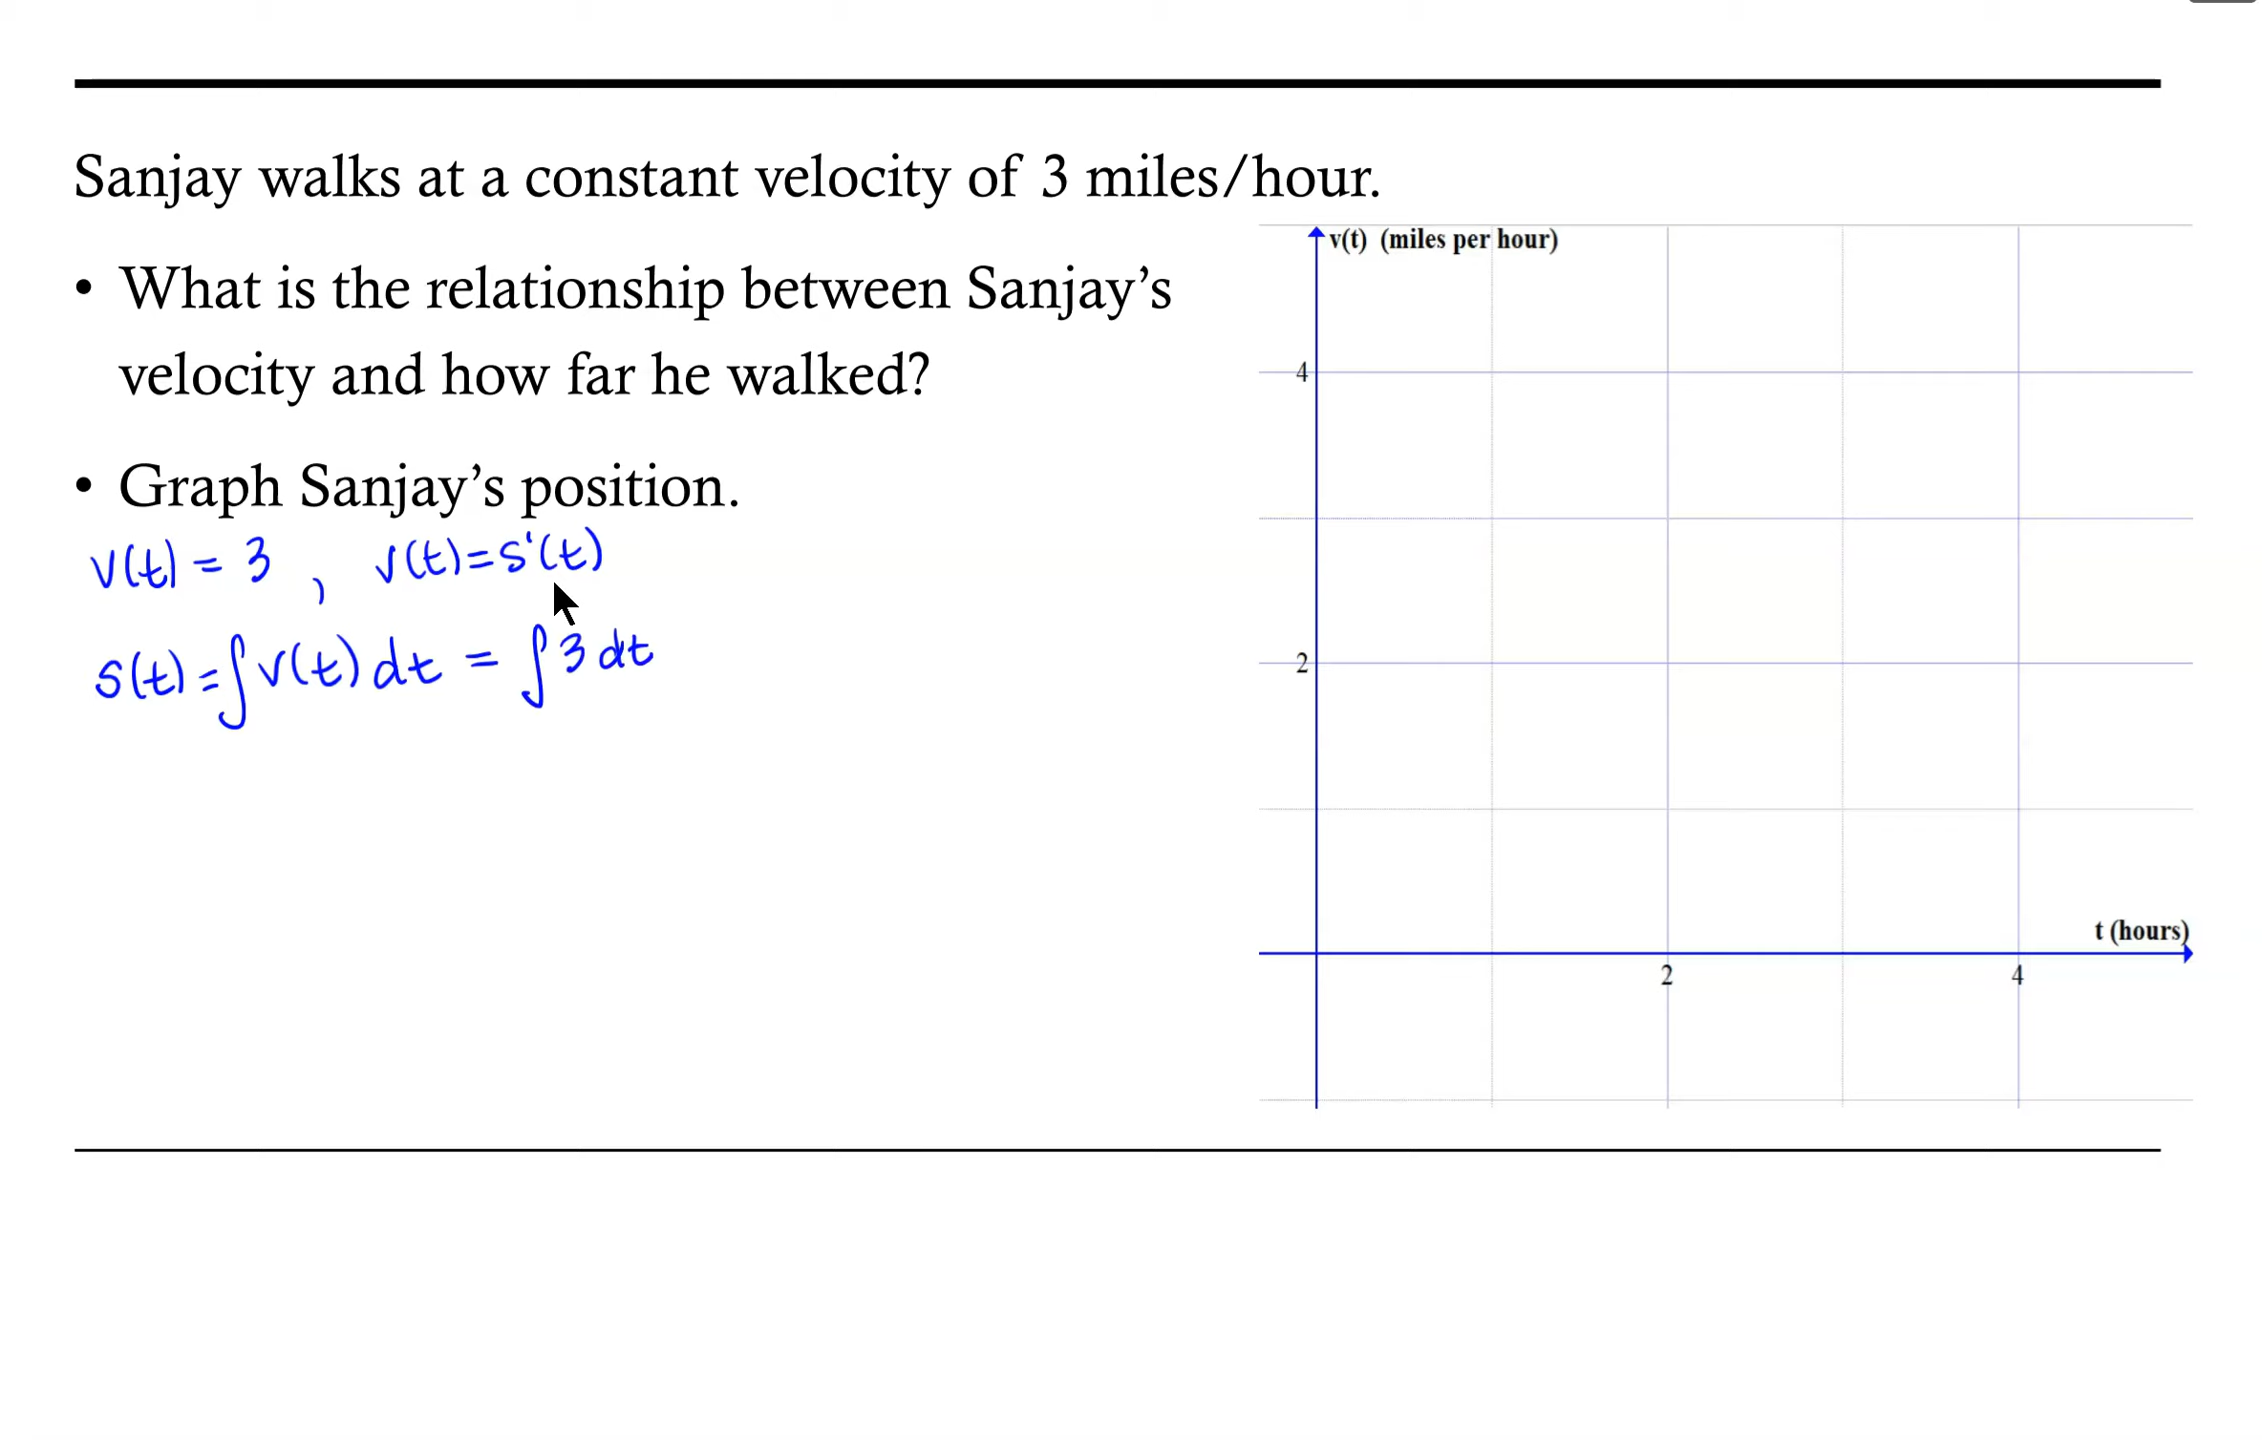 Sanjay walks at a constant velocity of 3 miles/hour.
• What is the relationship between Sanjay’s
velocity and how far he walked?
• Graph Sanjay’s position.
v(t) = 3 , v(t)=s'(t)
s(t)=∫v(t) dt = ∫3 dt
v(t) (miles per hour)
4
2
t (hours)
2 4